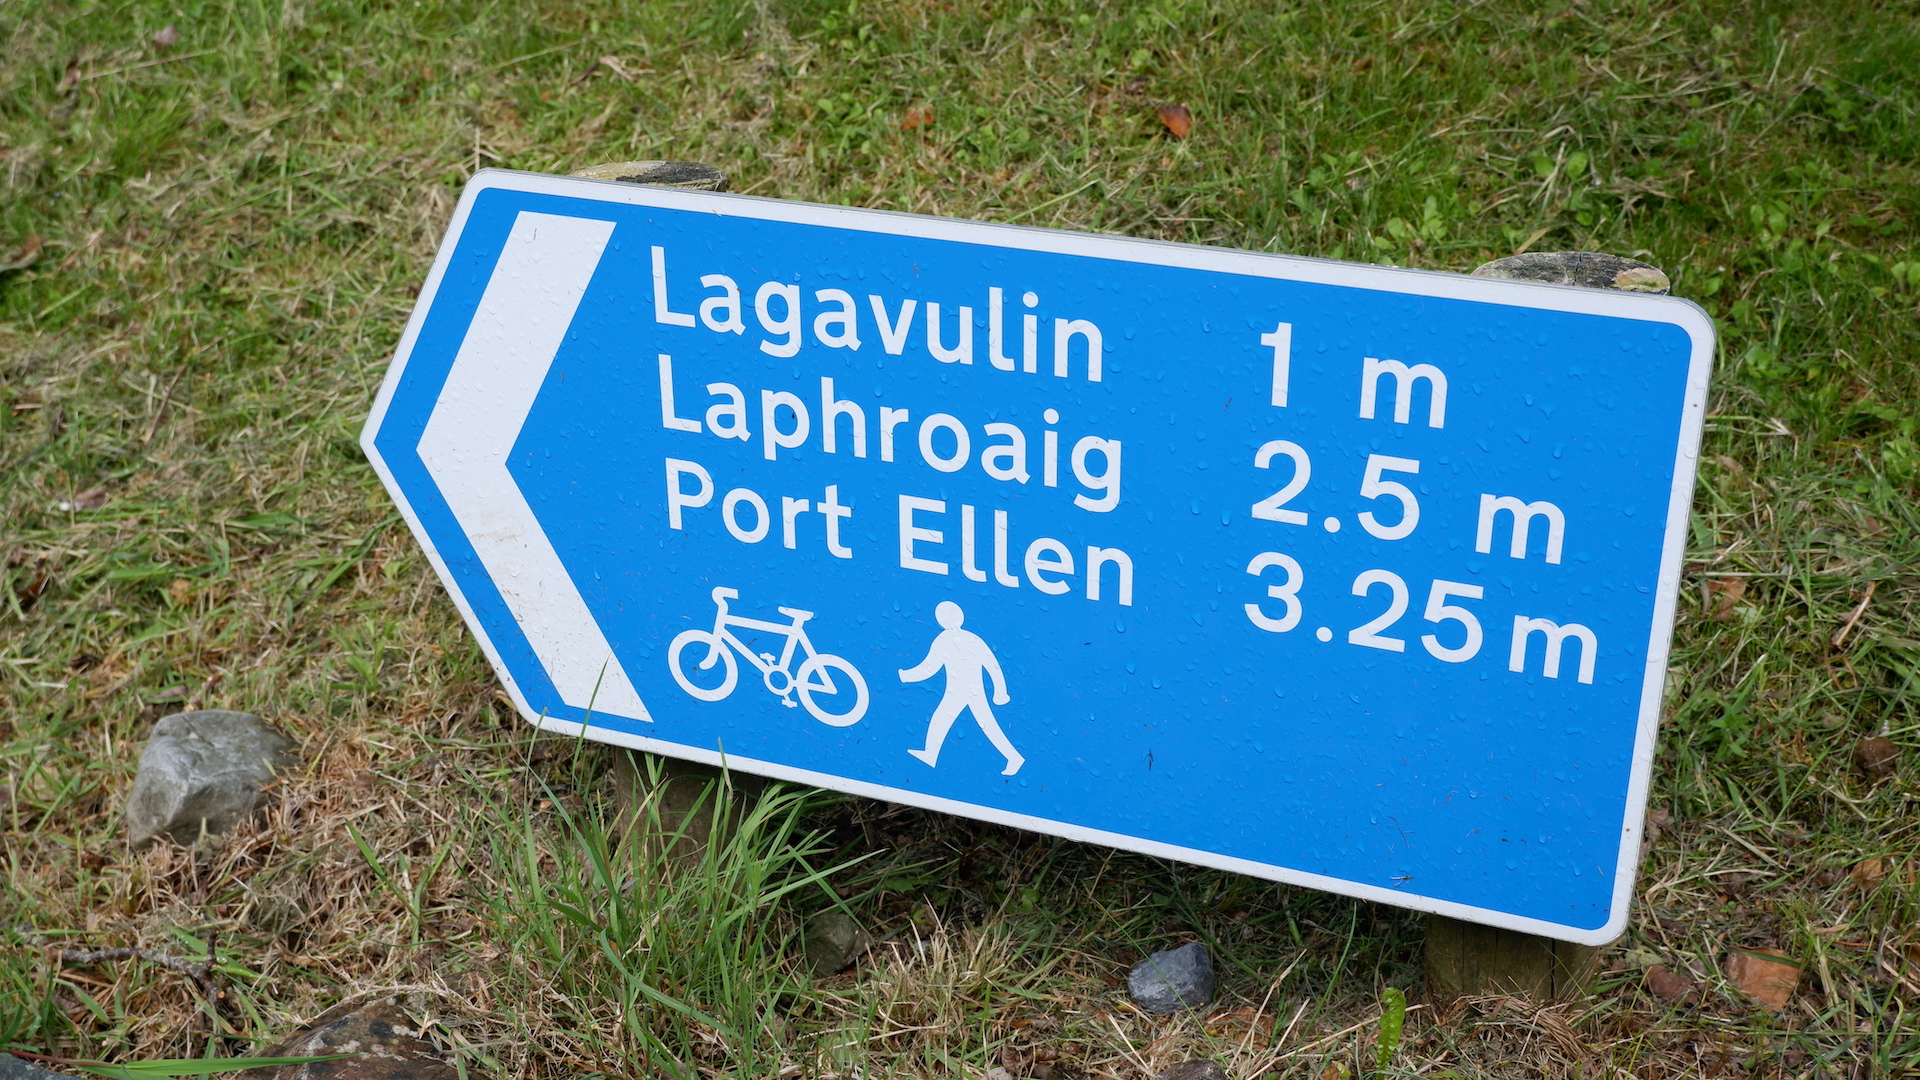 Lagavulin 1 m
Laphroaig 2.5 m
Port Ellen 3.25 m